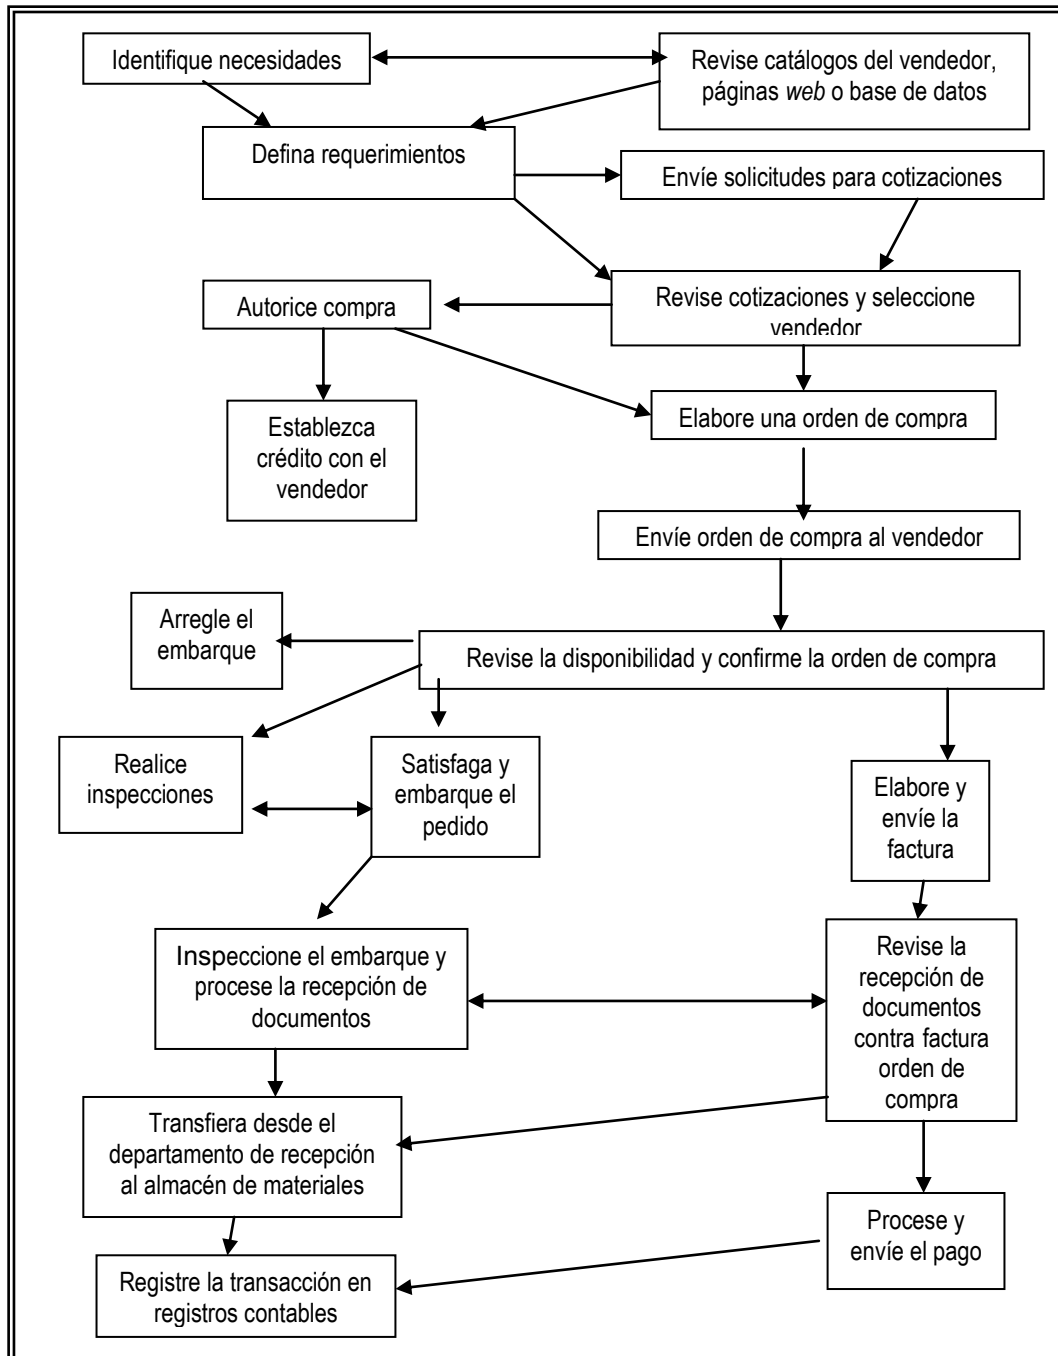 Identifique necesidades
Revise catálogos del vendedor,
páginas web o base de datos
Defina requerimientos
Envíe solicitudes para cotizaciones
Revise cotizaciones y seleccione
vendedor
Autorice compra
Establezca
crédito con el
vendedor
Elabore una orden de compra
Envíe orden de compra al vendedor
Arregle el
embarque
Revise la disponibilidad y confirme la orden de compra
Realice
inspecciones
Satisfaga y
embarque el
pedido
Elabore y
envíe la
factura
Inspeccione el embarque y
procese la recepción de
documentos
Revise la
recepción de
documentos
contra factura
orden de
compra
Transfiera desde el
departamento de recepción
al almacén de materiales
Procese y
envíe el pago
Registre la transacción en
registros contables